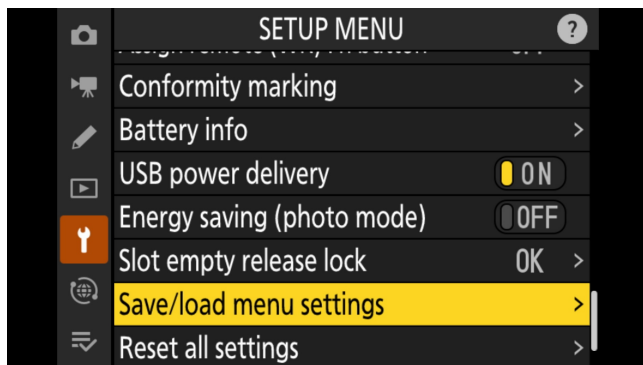 SETUP MENU ?
Conformity marking >
Battery info >
USB power delivery ON
Energy saving (photo mode) OFF
Slot empty release lock OK >
Save/load menu settings >
Reset all settings >